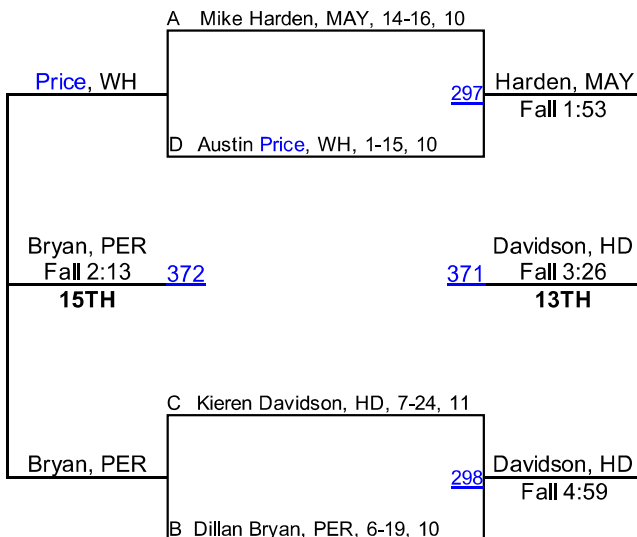 A Mike Harden, MAY, 14-16, 10
Price, WH
297
Harden, MAY
Fall 1:53
D Austin Price, WH, 1-15, 10
Bryan, PER
Fall 2:13
15TH
372
371
Davidson, HD
Fall 3:26
13TH
C Kieren Davidson, HD, 7-24, 11
Bryan, PER
298
Davidson, HD
Fall 4:59
B Dillan Bryan, PER, 6-19, 10